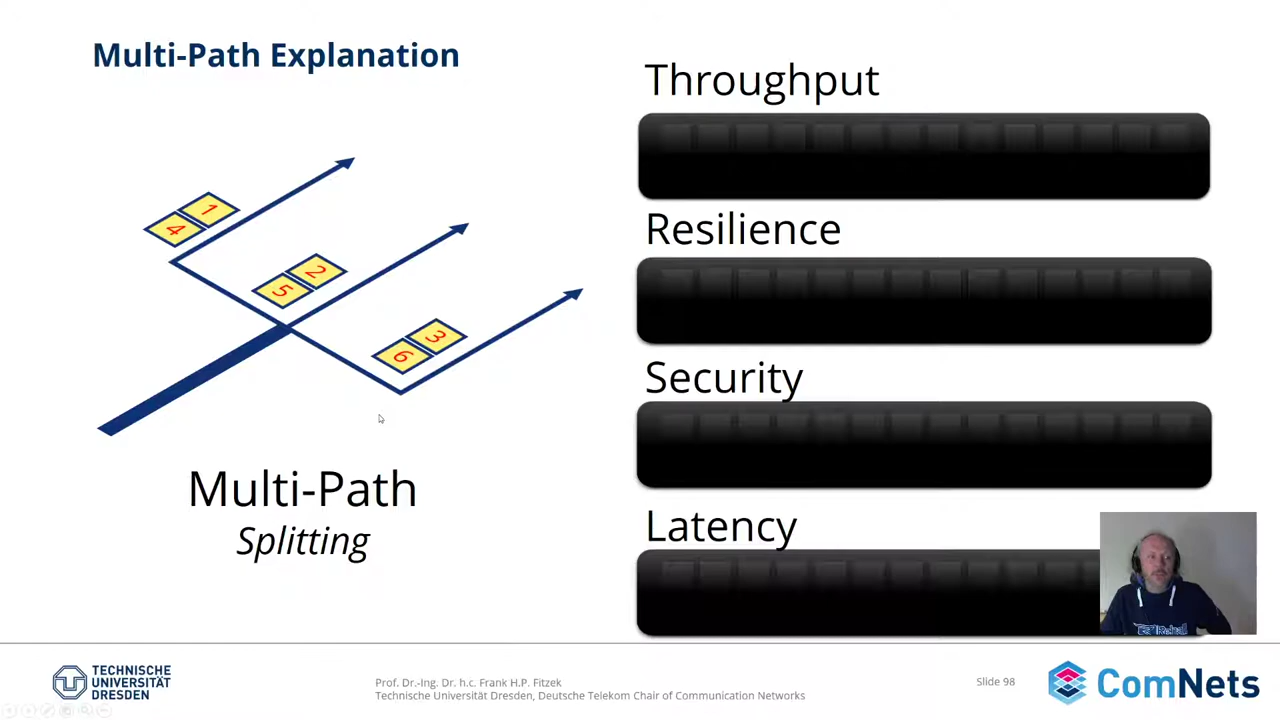 Multi-Path Explanation
1
4
2
5
3
6
Multi-Path
Splitting
Throughput
Resilience
Security
Latency
TECHNISCHE
UNIVERSITÄT
DRESDEN
Prof. Dr.-Ing. Dr. h.c. Frank H.P. Fitzek
Technische Universität Dresden, Deutsche Telekom Chair of Communication Networks
Slide 98
ComNets